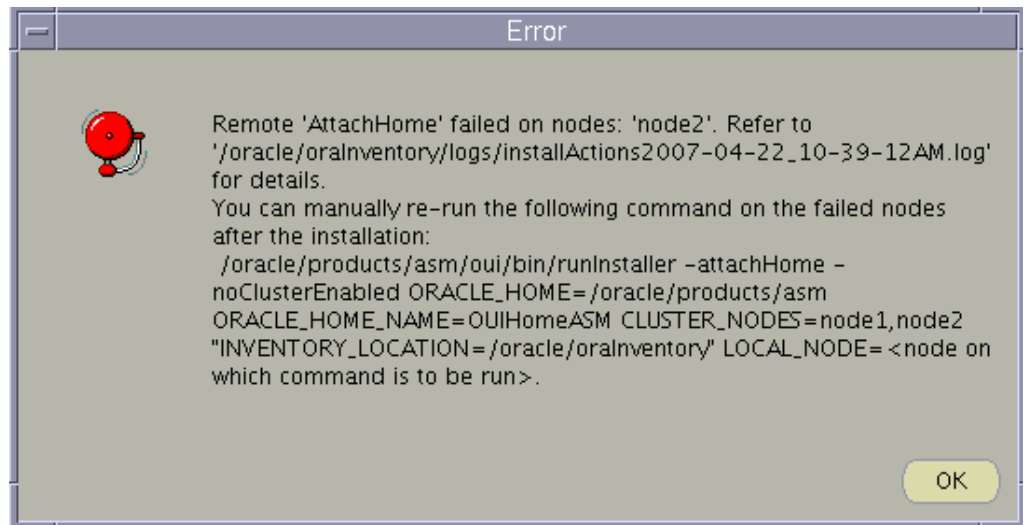 Error
Remote 'AttachHome' failed on nodes: 'node2'. Refer to
'/oracle/oraInventory/logs/installActions2007-04-22_10-39-12AM.log'
for details.
You can manually re-run the following command on the failed nodes
after the installation:
/oracle/products/asm/oui/bin/runInstaller -attachHome -
noClusterEnabled ORACLE_HOME=/oracle/products/asm
ORACLE_HOME_NAME=OUIHomeASM CLUSTER_NODES=node1,node2
"INVENTORY_LOCATION=/oracle/oraInventory" LOCAL_NODE=<node on
which command is to be run>.
OK